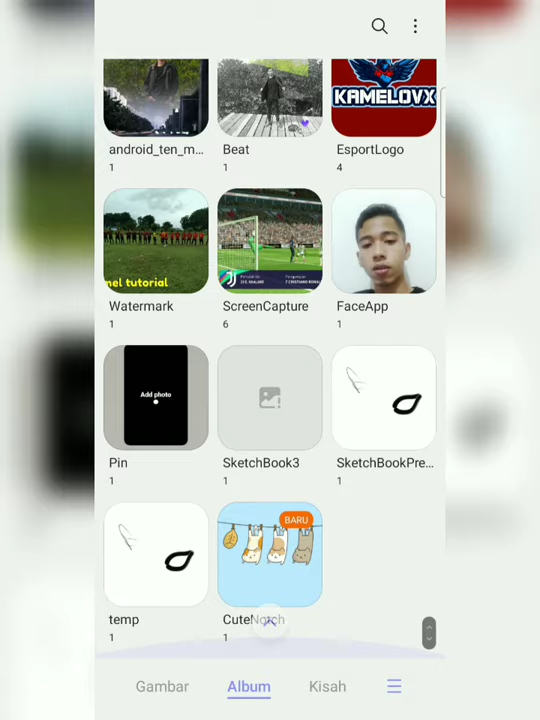 KAMELOVX
android_ten_m...
Beat
EsportLogo
1
1
4
nel tutorial
Watermark
ScreenCapture
FaceApp
1
6
1
Add photo
Pin
SketchBook3
SketchBookPre...
1
1
1
BARU
temp
CuteNotch
1
1
Gambar
Album
Kisah